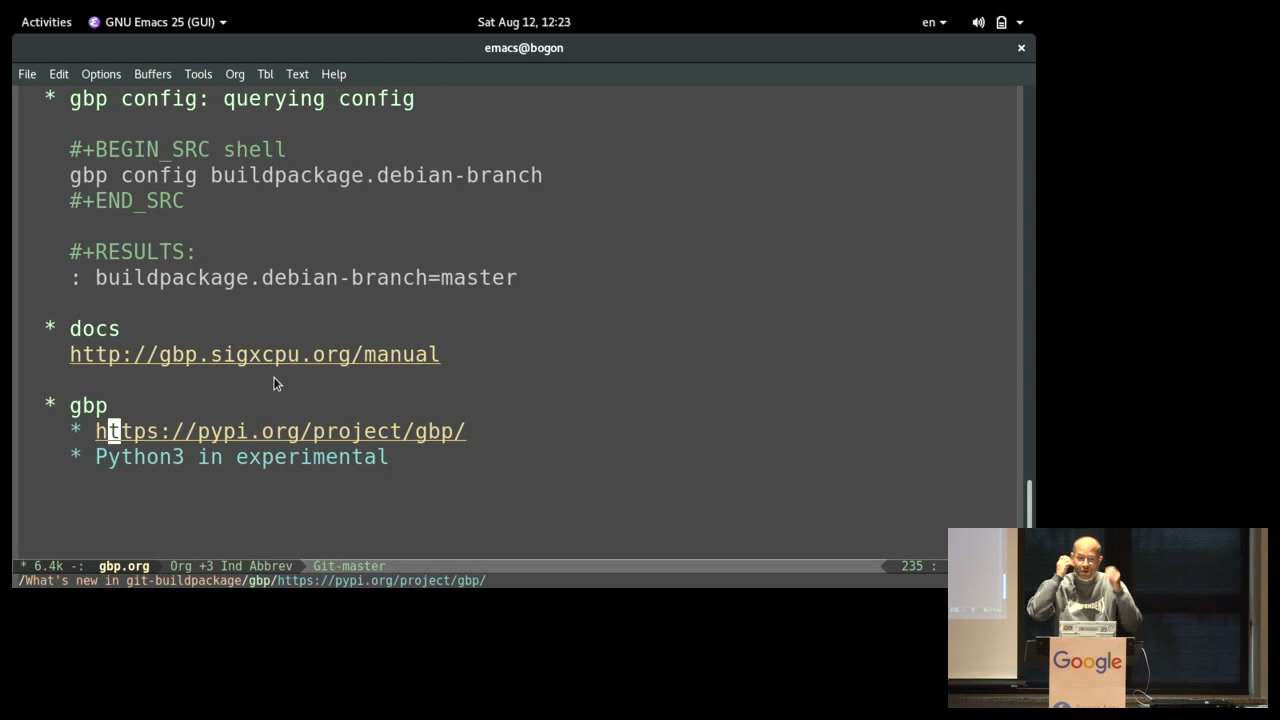 Activities GNU Emacs 25 (GUI) Sat Aug 12, 12:23 en
emacs@bogon ×
File Edit Options Buffers Tools Org Tbl Text Help
* gbp config: querying config
#+BEGIN_SRC shell
gbp config buildpackage.debian-branch
#+END_SRC
#+RESULTS:
: buildpackage.debian-branch=master
* docs
http://gbp.sigxcpu.org/manual
* gbp
* https://pypi.org/project/gbp/
* Python3 in experimental
* 6.4k -: gbp.org Org +3 Ind Abbrev Git-master 235 :
/What's new in git-buildpackage/gbp/https://pypi.org/project/gbp/
Google